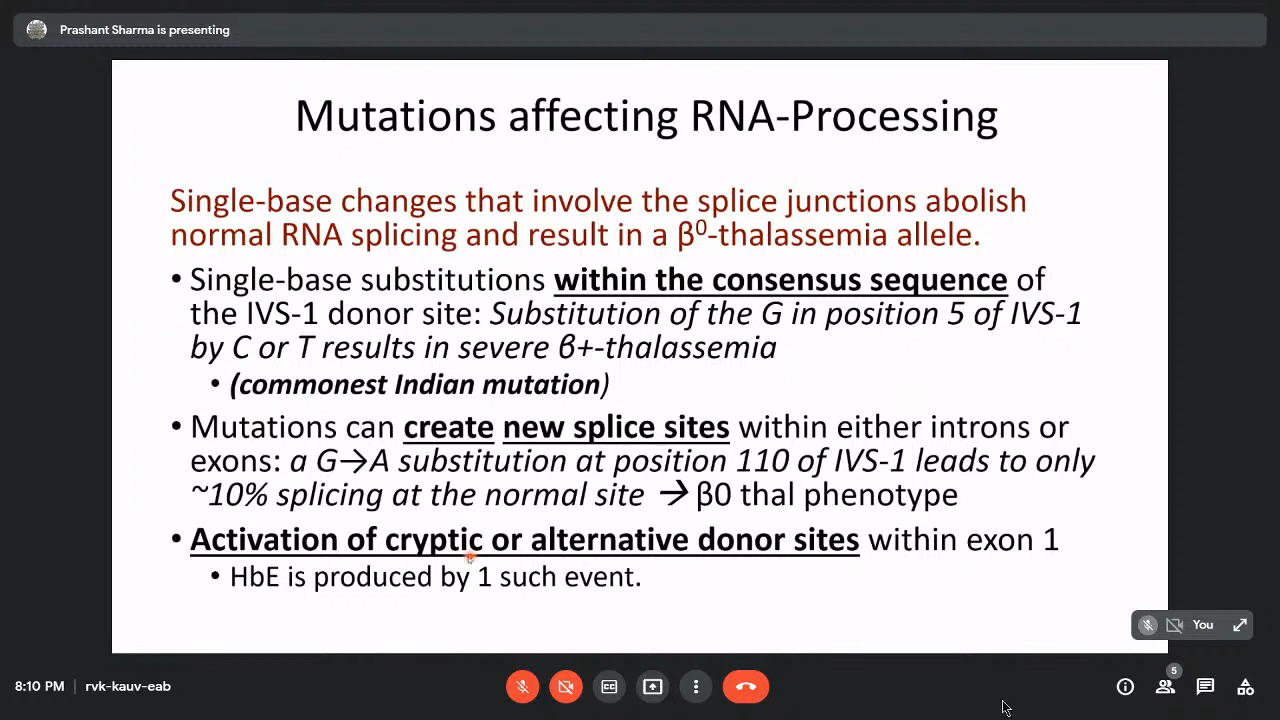 Prashant Sharma is presenting
Mutations affecting RNA-Processing
Single-base changes that involve the splice junctions abolish
normal RNA splicing and result in a β⁰-thalassemia allele.
• Single-base substitutions within the consensus sequence of
the IVS-1 donor site: Substitution of the G in position 5 of IVS-1
by C or T results in severe β+-thalassemia
• (commonest Indian mutation)
• Mutations can create new splice sites within either introns or
exons: a G→A substitution at position 110 of IVS-1 leads to only
~10% splicing at the normal site → β0 thal phenotype
• Activation of cryptic or alternative donor sites within exon 1
• HbE is produced by 1 such event.
You
5
8:10 PM | rvk-kauv-eab